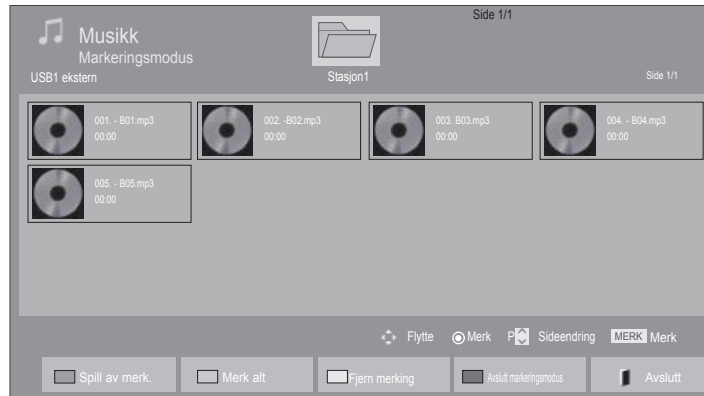 Side 1/1
Musikk
Markeringsmodus
USB1 ekstern
Stasjon1
Side 1/1
001. - B01.mp3
00:00
002. -B02.mp3
00:00
003. B03.mp3
00:00
004. - B04.mp3
00:00
005. - B05.mp3
00:00
Flytte Merk P Sideendring MERK Merk
Spill av merk. Merk alt Fjern merking Avslutt markeringsmodus Avslutt